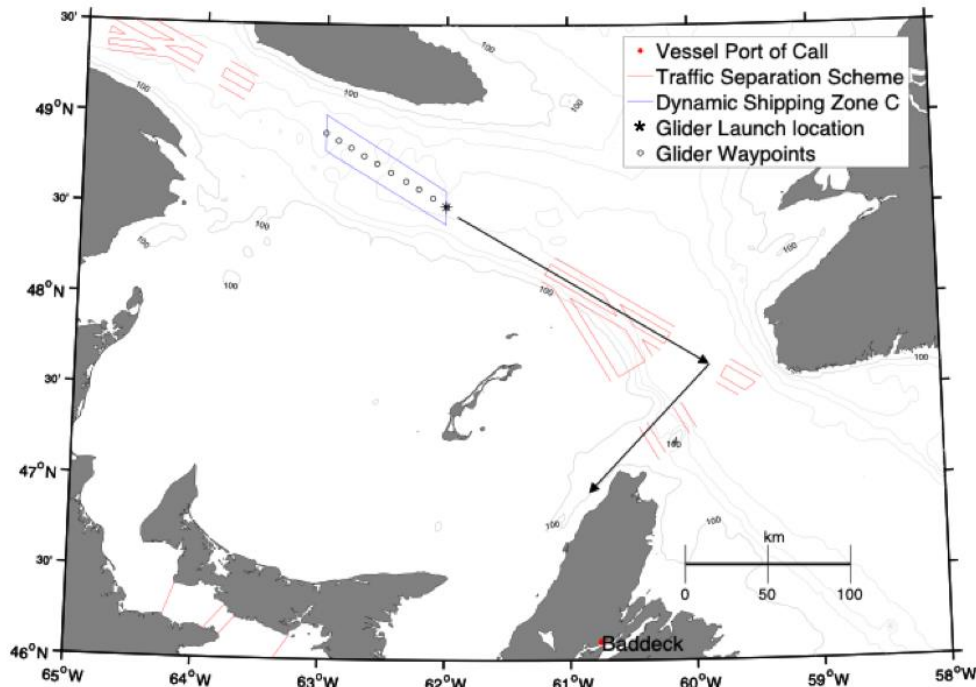 30'
49°N
30'
48°N
30'
47°N
30'
46°N
65°W
64°W
63°W
62°W
61°W
60°W
59°W
58°W
Vessel Port of Call
Traffic Separation Scheme
Dynamic Shipping Zone C
Glider Launch location
Glider Waypoints
100
100
100
100
100
100
100
100
100
100
100
100
km
0
50
100
Baddeck